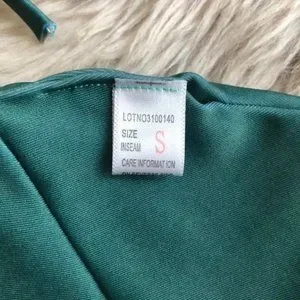 LOTNO3100140
SIZE
INSEAM S
CARE INFORMATION